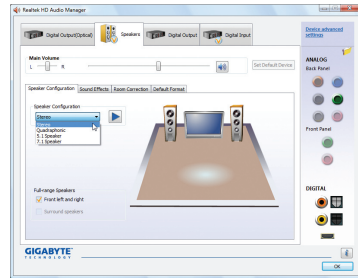 Realtek HD Audio Manager
Digital Output(Optical)
Speakers
Digital Output
Digital Input
Device advanced settings
Main Volume
L
R
Set Default Device
Speaker Configuration
Sound Effects
Room Correction
Default Format
Speaker Configuration
Stereo
Stereo
Quadraphonic
5.1 Speaker
7.1 Speaker
Full-range Speakers
Front left and right
Surround speakers
ANALOG
Back Panel
Front Panel
DIGITAL
GIGABYTE
TECHNOLOGY
i
OK